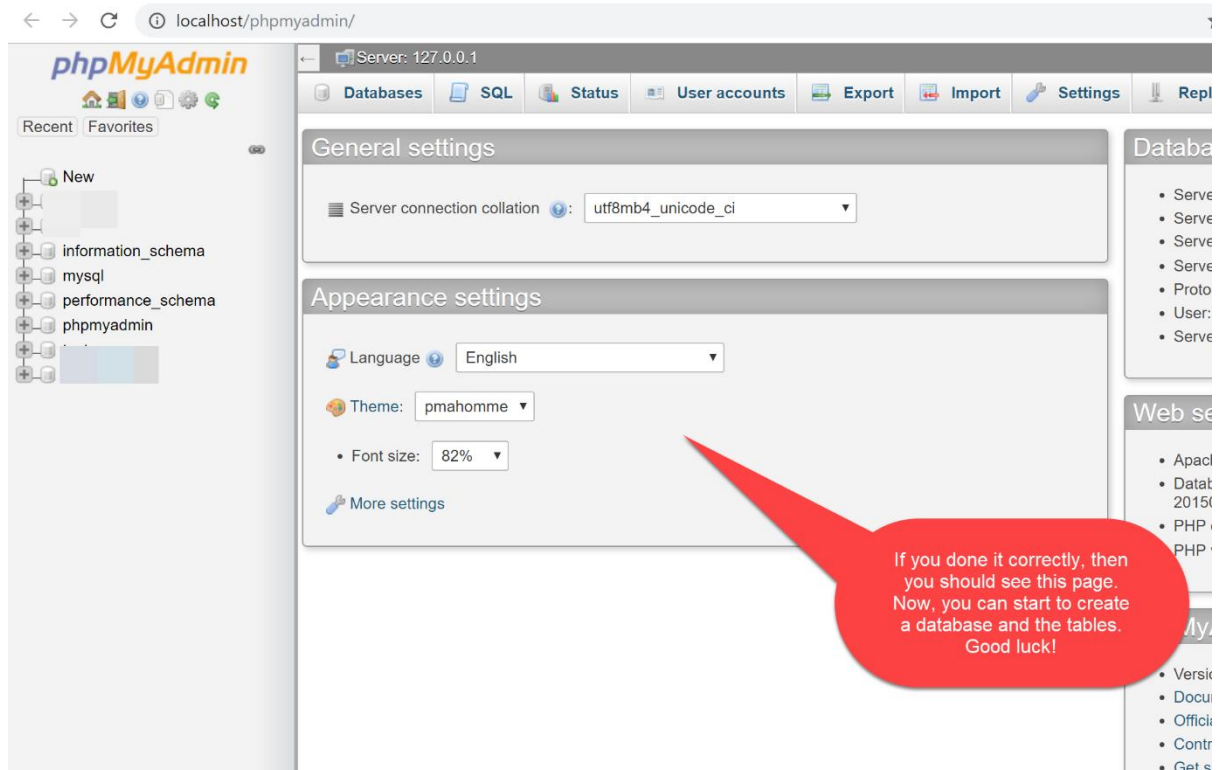 localhost/phpmyadmin/
phpMyAdmin
Recent Favorites
New
information_schema
mysql
performance_schema
phpmyadmin
Server: 127.0.0.1
Databases SQL Status User accounts Export Import Settings
General settings
Server connection collation : utf8mb4_unicode_ci
Appearance settings
Language English
Theme: pmahomme
• Font size: 82%
More settings
If you done it correctly, then
you should see this page.
Now, you can start to create
a database and the tables.
Good luck!
• User:
20150
• PHP